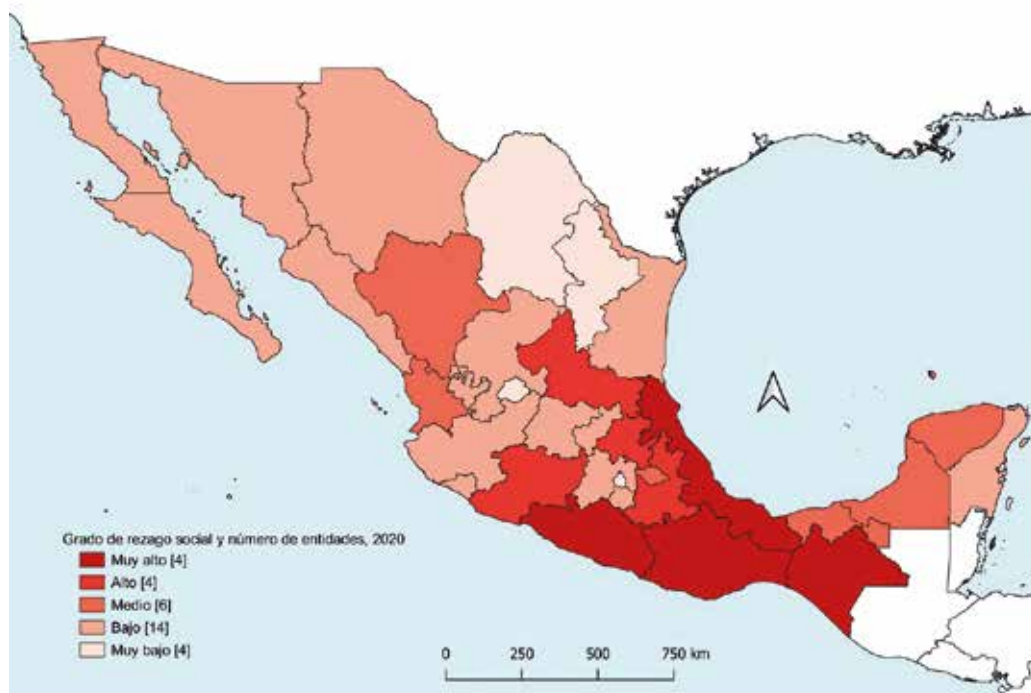 Grado de rezago social y número de entidades, 2020
Muy alto [4]
Alto [4]
Medio [6]
Bajo [14]
Muy bajo [4]
0 250 500 750 km